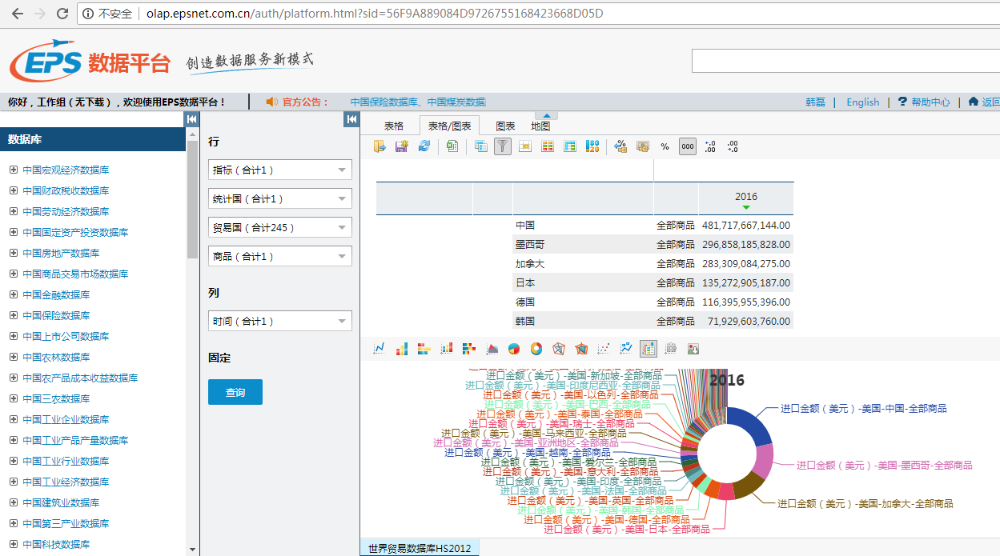 不安全 olap.epsnet.com.cn/auth/platform.html?sid=56F9A889084D9726755168423668D05D
EPS 数据平台 创造数据服务新模式
你好，工作组（无下载），欢迎使用EPS数据平台！ 官方公告： 中国保险数据库、中国煤炭数据 韩磊 | English | ? 帮助中心 | 返回
数据库
中国宏观经济数据库
中国财政税收数据库
中国劳动经济数据库
中国固定资产投资数据库
中国房地产数据库
中国商品交易市场数据库
中国金融数据库
中国保险数据库
中国上市公司数据库
中国农林数据库
中国农产品成本收益数据库
中国三农数据库
中国工业企业数据库
中国工业产品产量数据库
中国工业行业数据库
中国工业经济数据库
中国建筑业数据库
中国第三产业数据库
中国科技数据库
行
指标（合计1）
统计国（合计1）
贸易国（合计245）
商品（合计1）
列
时间（合计1）
固定
查询
表格 表格/图表 图表 地图
% 000 +.0 .00 .00 +.0
2016
中国 全部商品 481,717,667,144.00
墨西哥 全部商品 296,858,185,828.00
加拿大 全部商品 283,309,084,275.00
日本 全部商品 135,272,905,187.00
德国 全部商品 116,395,955,396.00
韩国 全部商品 71,929,603,760.00
2016
进口金额（美元）-美国-新加坡-全部商品
进口金额（美元）-美国-印度尼西亚-全部商品
进口金额（美元）-美国-以色列-全部商品
进口金额（美元）-美国-巴西-全部商品
进口金额（美元）-美国-泰国-全部商品
进口金额（美元）-美国-瑞士-全部商品
进口金额（美元）-美国-马来西亚-全部商品
进口金额（美元）-美国-亚洲地区-全部商品
进口金额（美元）-美国-越南-全部商品
进口金额（美元）-美国-爱尔兰-全部商品
进口金额（美元）-美国-意大利-全部商品
进口金额（美元）-美国-印度-全部商品
进口金额（美元）-美国-法国-全部商品
进口金额（美元）-美国-英国-全部商品
进口金额（美元）-美国-韩国-全部商品
进口金额（美元）-美国-德国-全部商品
进口金额（美元）-美国-日本-全部商品
进口金额（美元）-美国-中国-全部商品
进口金额（美元）-美国-墨西哥-全部商品
进口金额（美元）-美国-加拿大-全部商品
世界贸易数据库HS2012